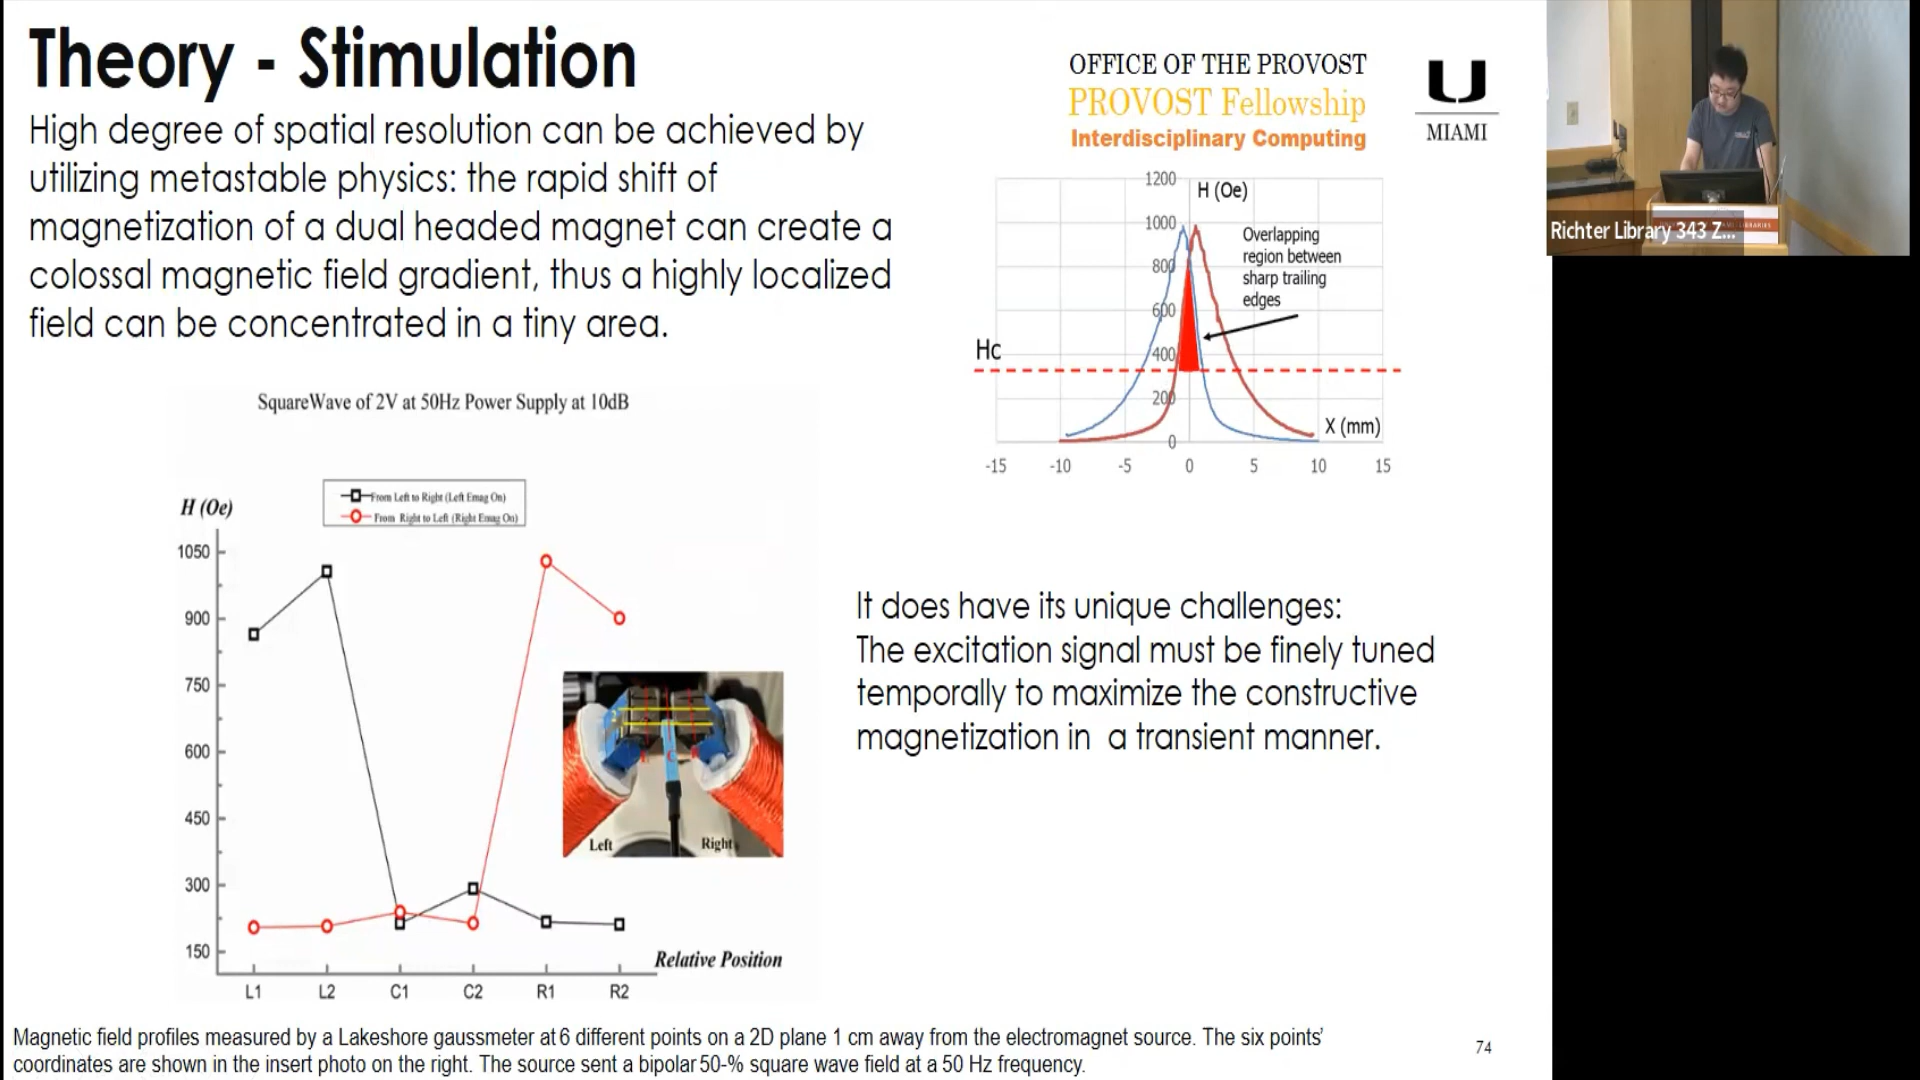 Theory - Stimulation
High degree of spatial resolution can be achieved by
utilizing metastable physics: the rapid shift of
magnetization of a dual headed magnet can create a
colossal magnetic field gradient, thus a highly localized
field can be concentrated in a tiny area.
OFFICE OF THE PROVOST
PROVOST Fellowship
Interdisciplinary Computing
U
MIAMI
Richter Library 343 Z...
1200
H (Oe)
1000
Overlapping
region between
sharp trailing
edges
800
600
Hc
400
200
X (mm)
0
-15 -10 -5 0 5 10 15
SquareWave of 2V at 50Hz Power Supply at 10dB
From Left to Right (Left Emag On)
From Right to Left (Right Emag On)
H (Oe)
1050
900
750
600
450
300
150
Left Right
Relative Position
L1 L2 C1 C2 R1 R2
It does have its unique challenges:
The excitation signal must be finely tuned
temporally to maximize the constructive
magnetization in a transient manner.
Magnetic field profiles measured by a Lakeshore gaussmeter at 6 different points on a 2D plane 1 cm away from the electromagnet source. The six points'
coordinates are shown in the insert photo on the right. The source sent a bipolar 50-% square wave field at a 50 Hz frequency.
74